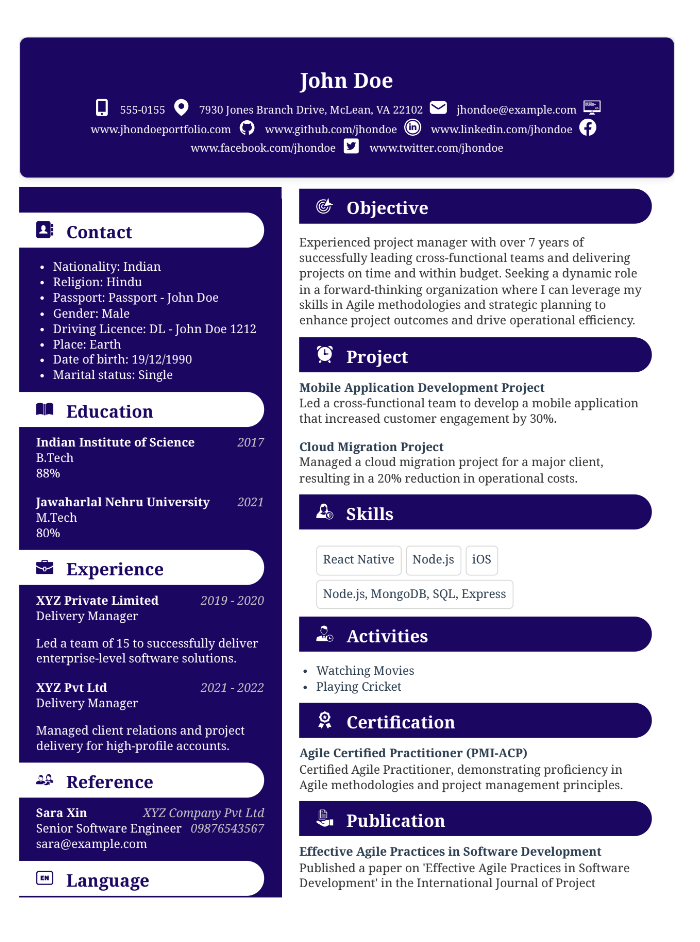 John Doe
555-0155 7930 Jones Branch Drive, McLean, VA 22102 jhondoe@example.com
www.jhondoeportfolio.com www.github.com/jhondoe www.linkedin.com/jhondoe
www.facebook.com/jhondoe www.twitter.com/jhondoe
Contact
Nationality: Indian
Religion: Hindu
Passport: Passport - John Doe
Gender: Male
Driving Licence: DL - John Doe 1212
Place: Earth
Date of birth: 19/12/1990
Marital status: Single
Education
Indian Institute of Science 2017
B.Tech
88%
Jawaharlal Nehru University 2021
M.Tech
80%
Experience
XYZ Private Limited 2019 - 2020
Delivery Manager
Led a team of 15 to successfully deliver
enterprise-level software solutions.
XYZ Pvt Ltd 2021 - 2022
Delivery Manager
Managed client relations and project
delivery for high-profile accounts.
Reference
Sara Xin XYZ Company Pvt Ltd
Senior Software Engineer 09876543567
sara@example.com
EN Language
Objective
Experienced project manager with over 7 years of
successfully leading cross-functional teams and delivering
projects on time and within budget. Seeking a dynamic role
in a forward-thinking organization where I can leverage my
skills in Agile methodologies and strategic planning to
enhance project outcomes and drive operational efficiency.
Project
Mobile Application Development Project
Led a cross-functional team to develop a mobile application
that increased customer engagement by 30%.
Cloud Migration Project
Managed a cloud migration project for a major client,
resulting in a 20% reduction in operational costs.
Skills
React Native Node.js iOS
Node.js, MongoDB, SQL, Express
Activities
Watching Movies
Playing Cricket
Certification
Agile Certified Practitioner (PMI-ACP)
Certified Agile Practitioner, demonstrating proficiency in
Agile methodologies and project management principles.
Publication
Effective Agile Practices in Software Development
Published a paper on 'Effective Agile Practices in Software
Development' in the International Journal of Project